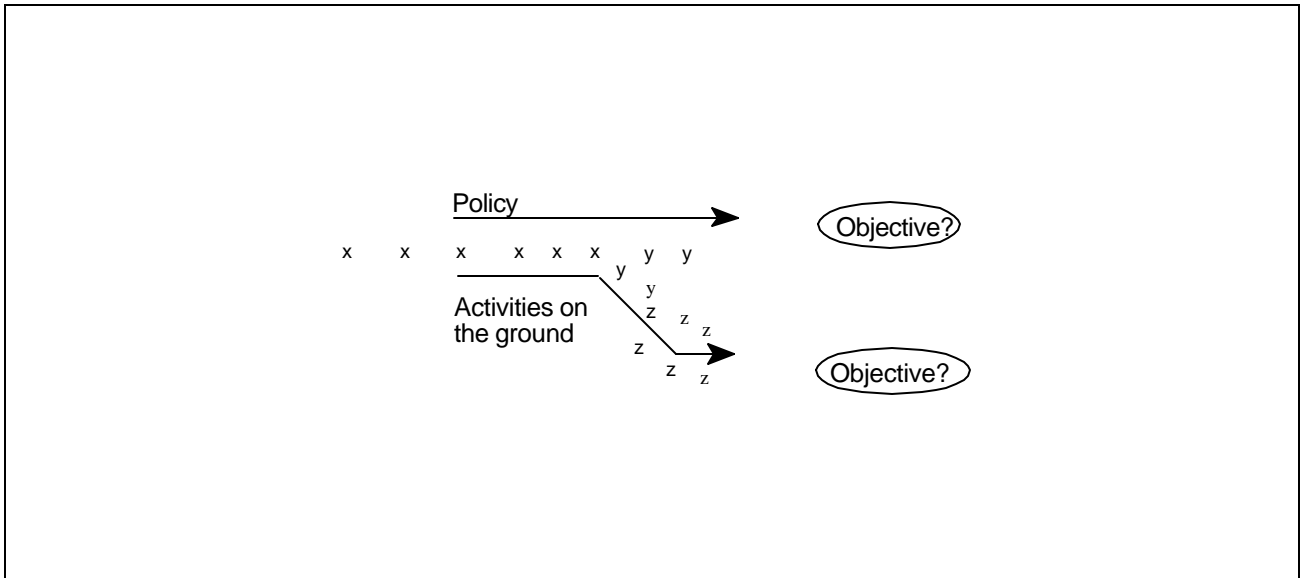 Policy
Objective?
x x x x x x y y
y
Activities on
the ground
y
z z
z
z
z z
Objective?